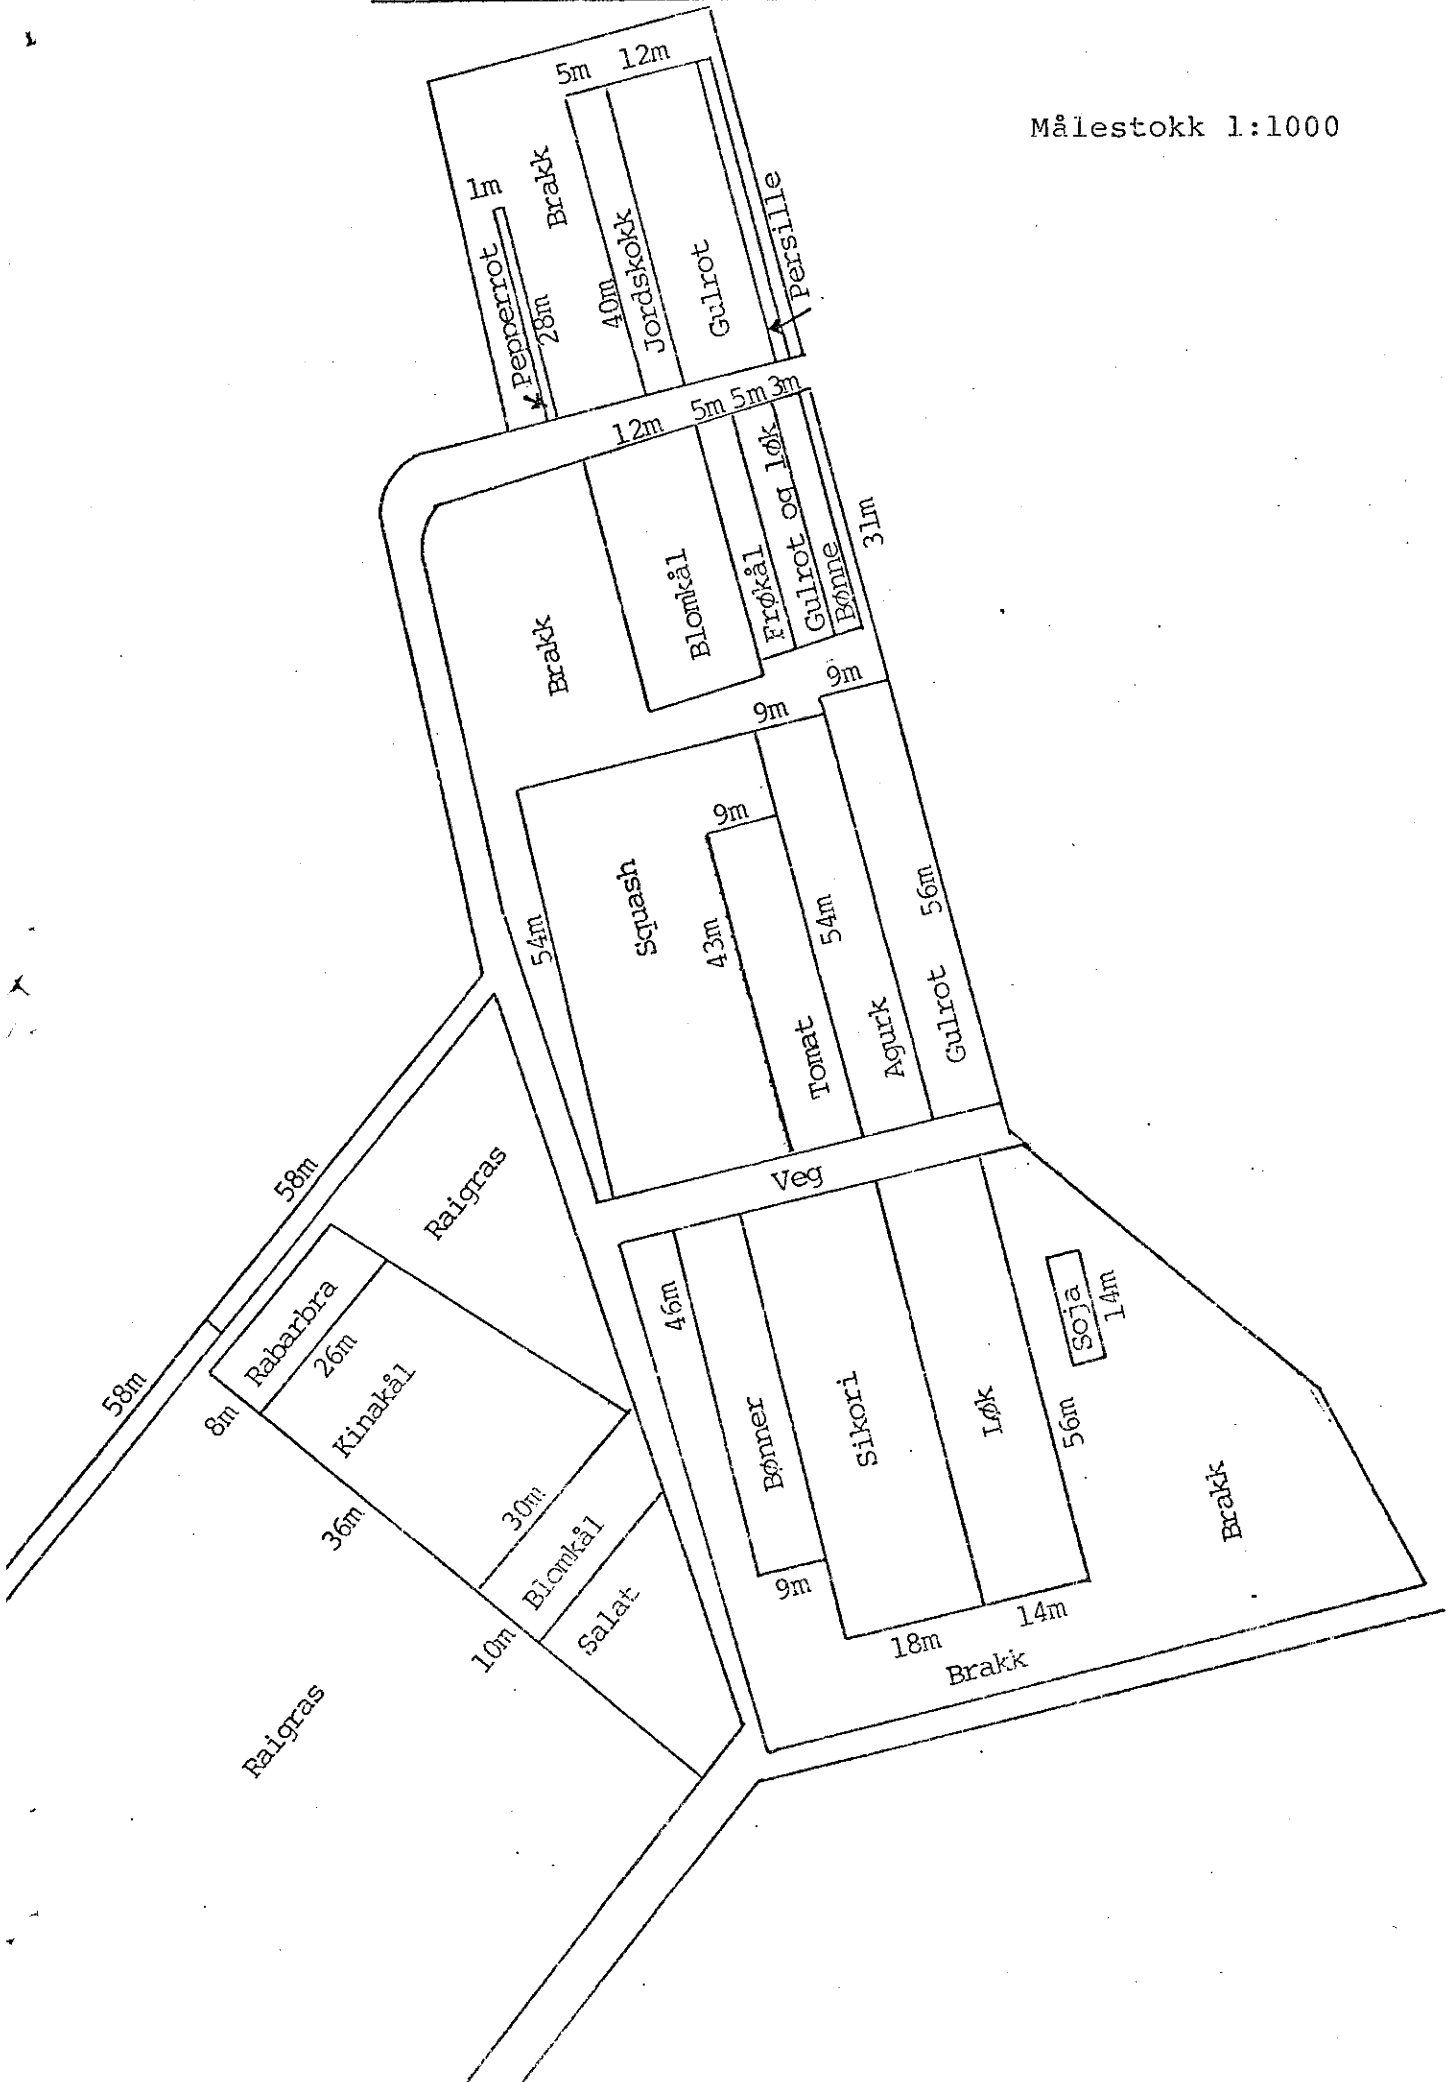 Målestokk 1:1000
5m
12m
1m
Brakk
Pepperrot
28m
40m
Jordskokk
Gulrot
Persille
12m
5m
5m
3m
Brakk
Blomkål
Frøkål
Gulrot og løk
Bønne
31m
9m
9m
9m
54m
Squash
43m
Tomat
54m
Agurk
Gulrot
56m
Veg
58m
58m
Raigras
Rabarbra
8m
26m
Kinakål
36m
30m
Blomkål
10m
Salat
Raigras
46m
Bønner
9m
Sikori
18m
Løk
14m
56m
Soja
14m
Brakk
Brakk